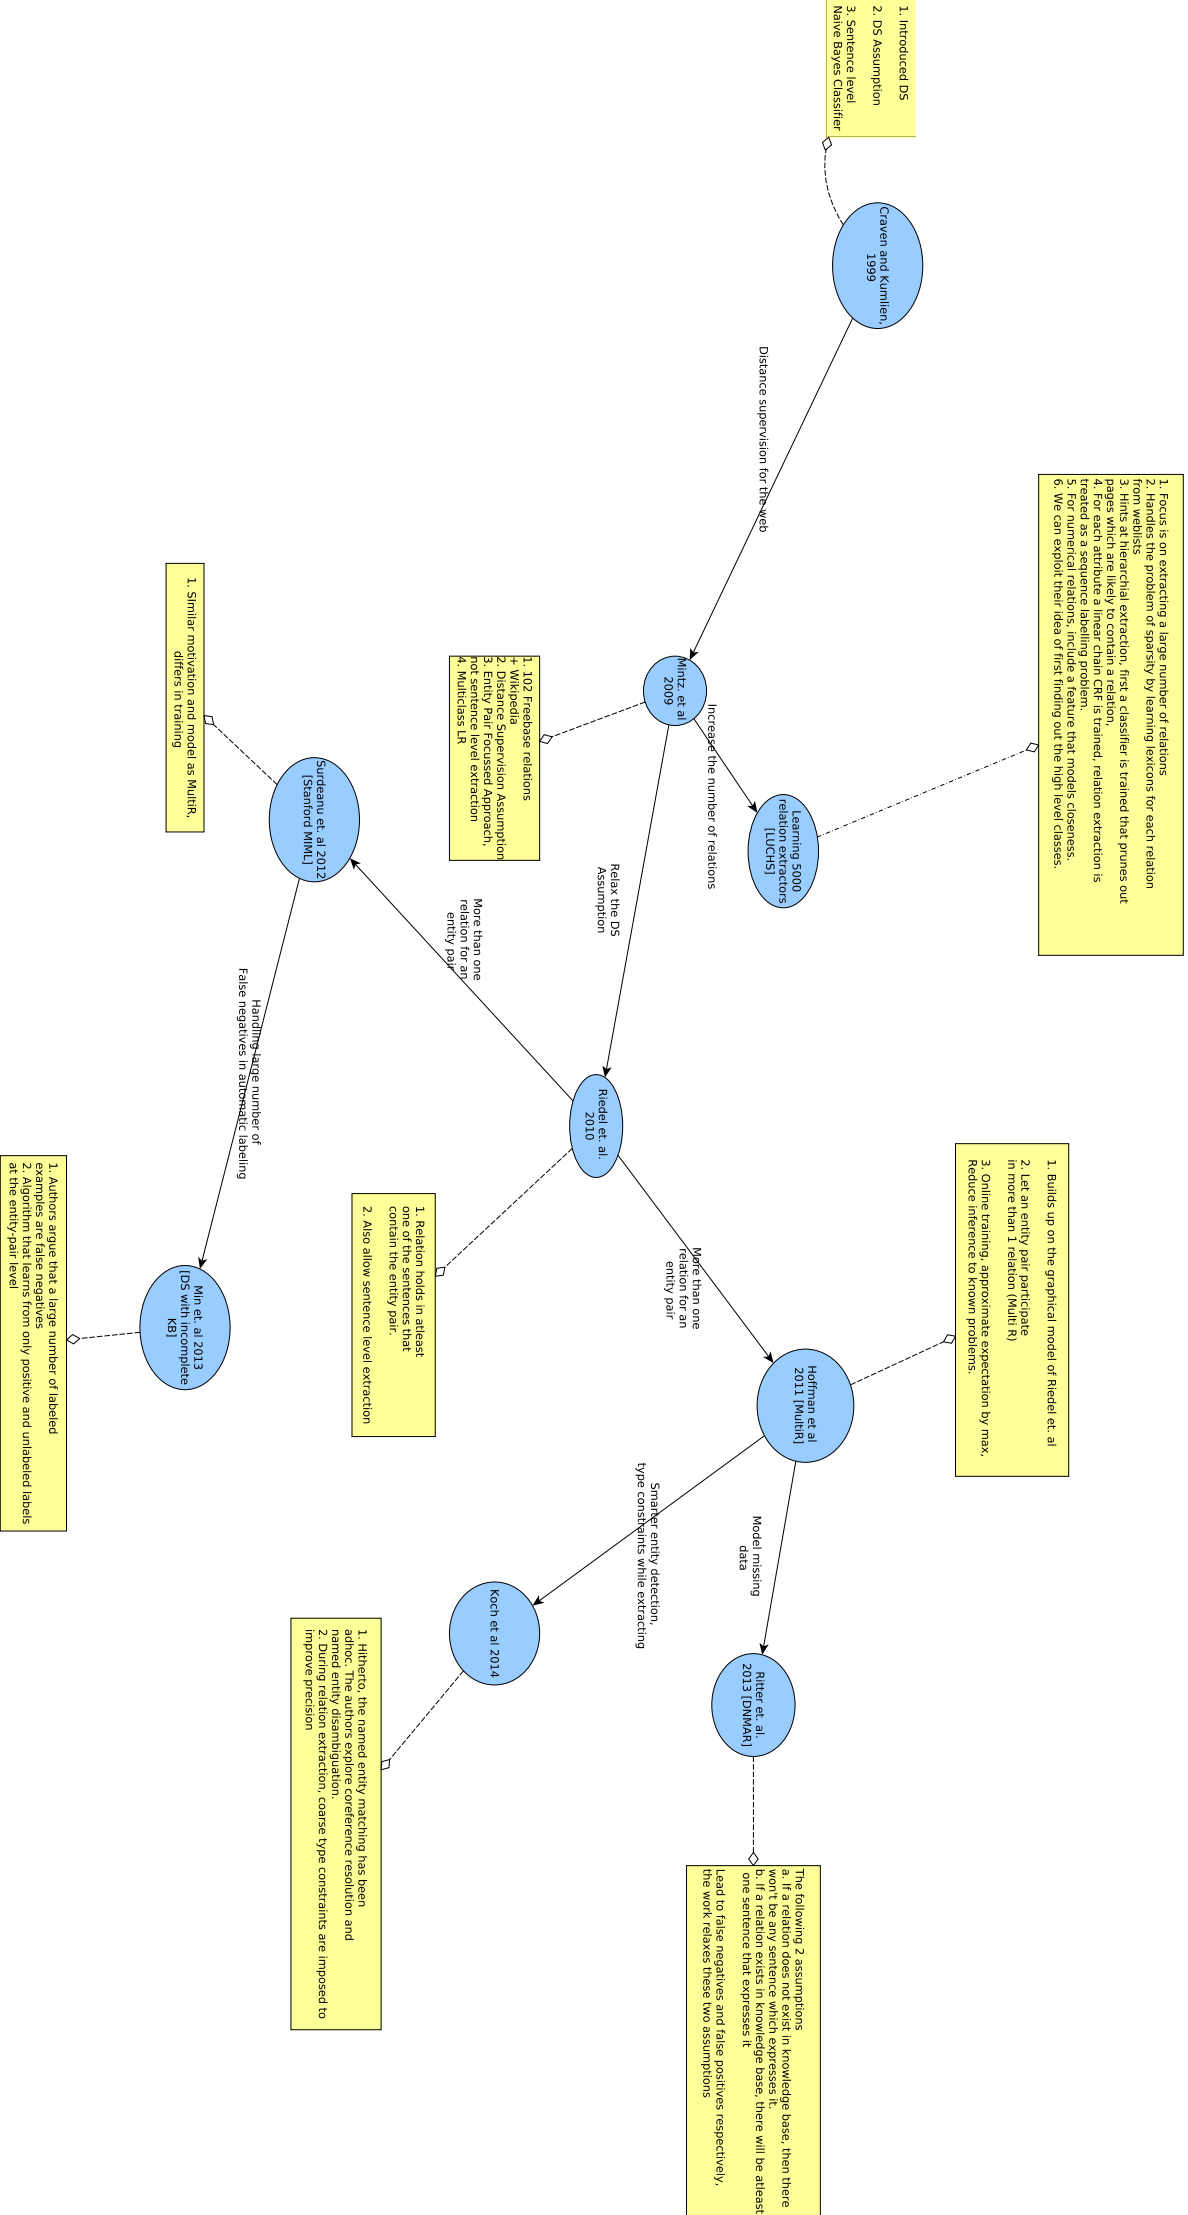 1. Introduced DS
2. DS Assumption
3. Sentence level
Naive Bayes Classifier
Craven and Kumlien,
1999
Distance supervision for the web
1. Focus is on extracting a large number of relations
2. Handles the problem of sparsity by learning lexicons for each relation
from weblists
3. Hints at hierarchial extraction, first a classifier is trained that prunes out
pages which are likely to contain a relation,
4. For each attribute a linear chain CRF is trained, relation extraction is
treated as a sequence labelling problem.
5. For numerical relations, include a feature that models closeness.
6. We can exploit their idea of first finding out the high level classes.
Mintz. et al
2009
Increase the number of relations
Learning 5000
relation extractors
[LUCHS]
1. 102 Freebase relations
+ Wikipedia
2. Distance Supervision Assumption
3. Entity Pair Focussed Approach,
not sentence level extraction
4. Multiclass LR
1. SImilar motivation and model as MultiR,
differs in training
Surdeanu et. al 2012
[Stanford MIML]
Relax the DS
Assumption
More than one
relation for an
entity pair
Handling large number of
False negatives in automatic labeling
Riedel et. al.
2010
1. Relation holds in atleast
one of the sentences that
contain the entity pair.
2. Also allow sentence level extraction
More than one
relation for an
entity pair
1. Builds up on the graphical model of Riedel et. al
2. Let an entity pair participate
in more than 1 relation (Multi R)
3. Online training, approximate expectation by max,
Reduce inference to known problems.
Hoffman et al
2011 [MultiR]
Min et. al 2013
[DS with incomplete
KB]
1. Authors argue that a large number of labeled
examples are false negatives
2. Algorithm that learns from only positive and unlabeled labels
at the entity-pair level
Model missing
data
Smarter entity detection,
type constraints while extracting
Ritter et. al.
2013 [DNMAR]
Koch et al 2014
1. Hitherto, the named entity matching has been
adhoc. The authors explore coreference resolution and
named entity disambiguation.
2. During relation extraction, coarse type constraints are imposed to
improve precision
The following 2 assumptions
a. If a relation does not exist in knowledge base, then there
won't be any sentence which expresses it.
b. If a relation exists in knowledge base, there will be atleast
one sentence that expresses it
Lead to false negatives and false positives respectively,
the work relaxes these two assumptions